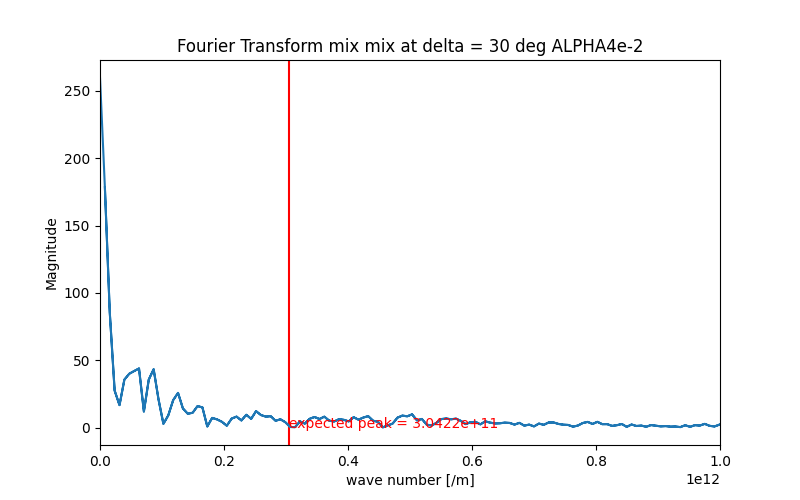 Fourier Transform mix mix at delta = 30 deg ALPHA4e-2
250
200
150
100
50
0
Magnitude
expected peak = 3.0422e+11
0.0
0.2
0.4
0.6
0.8
1.0
1e12
wave number [/m]